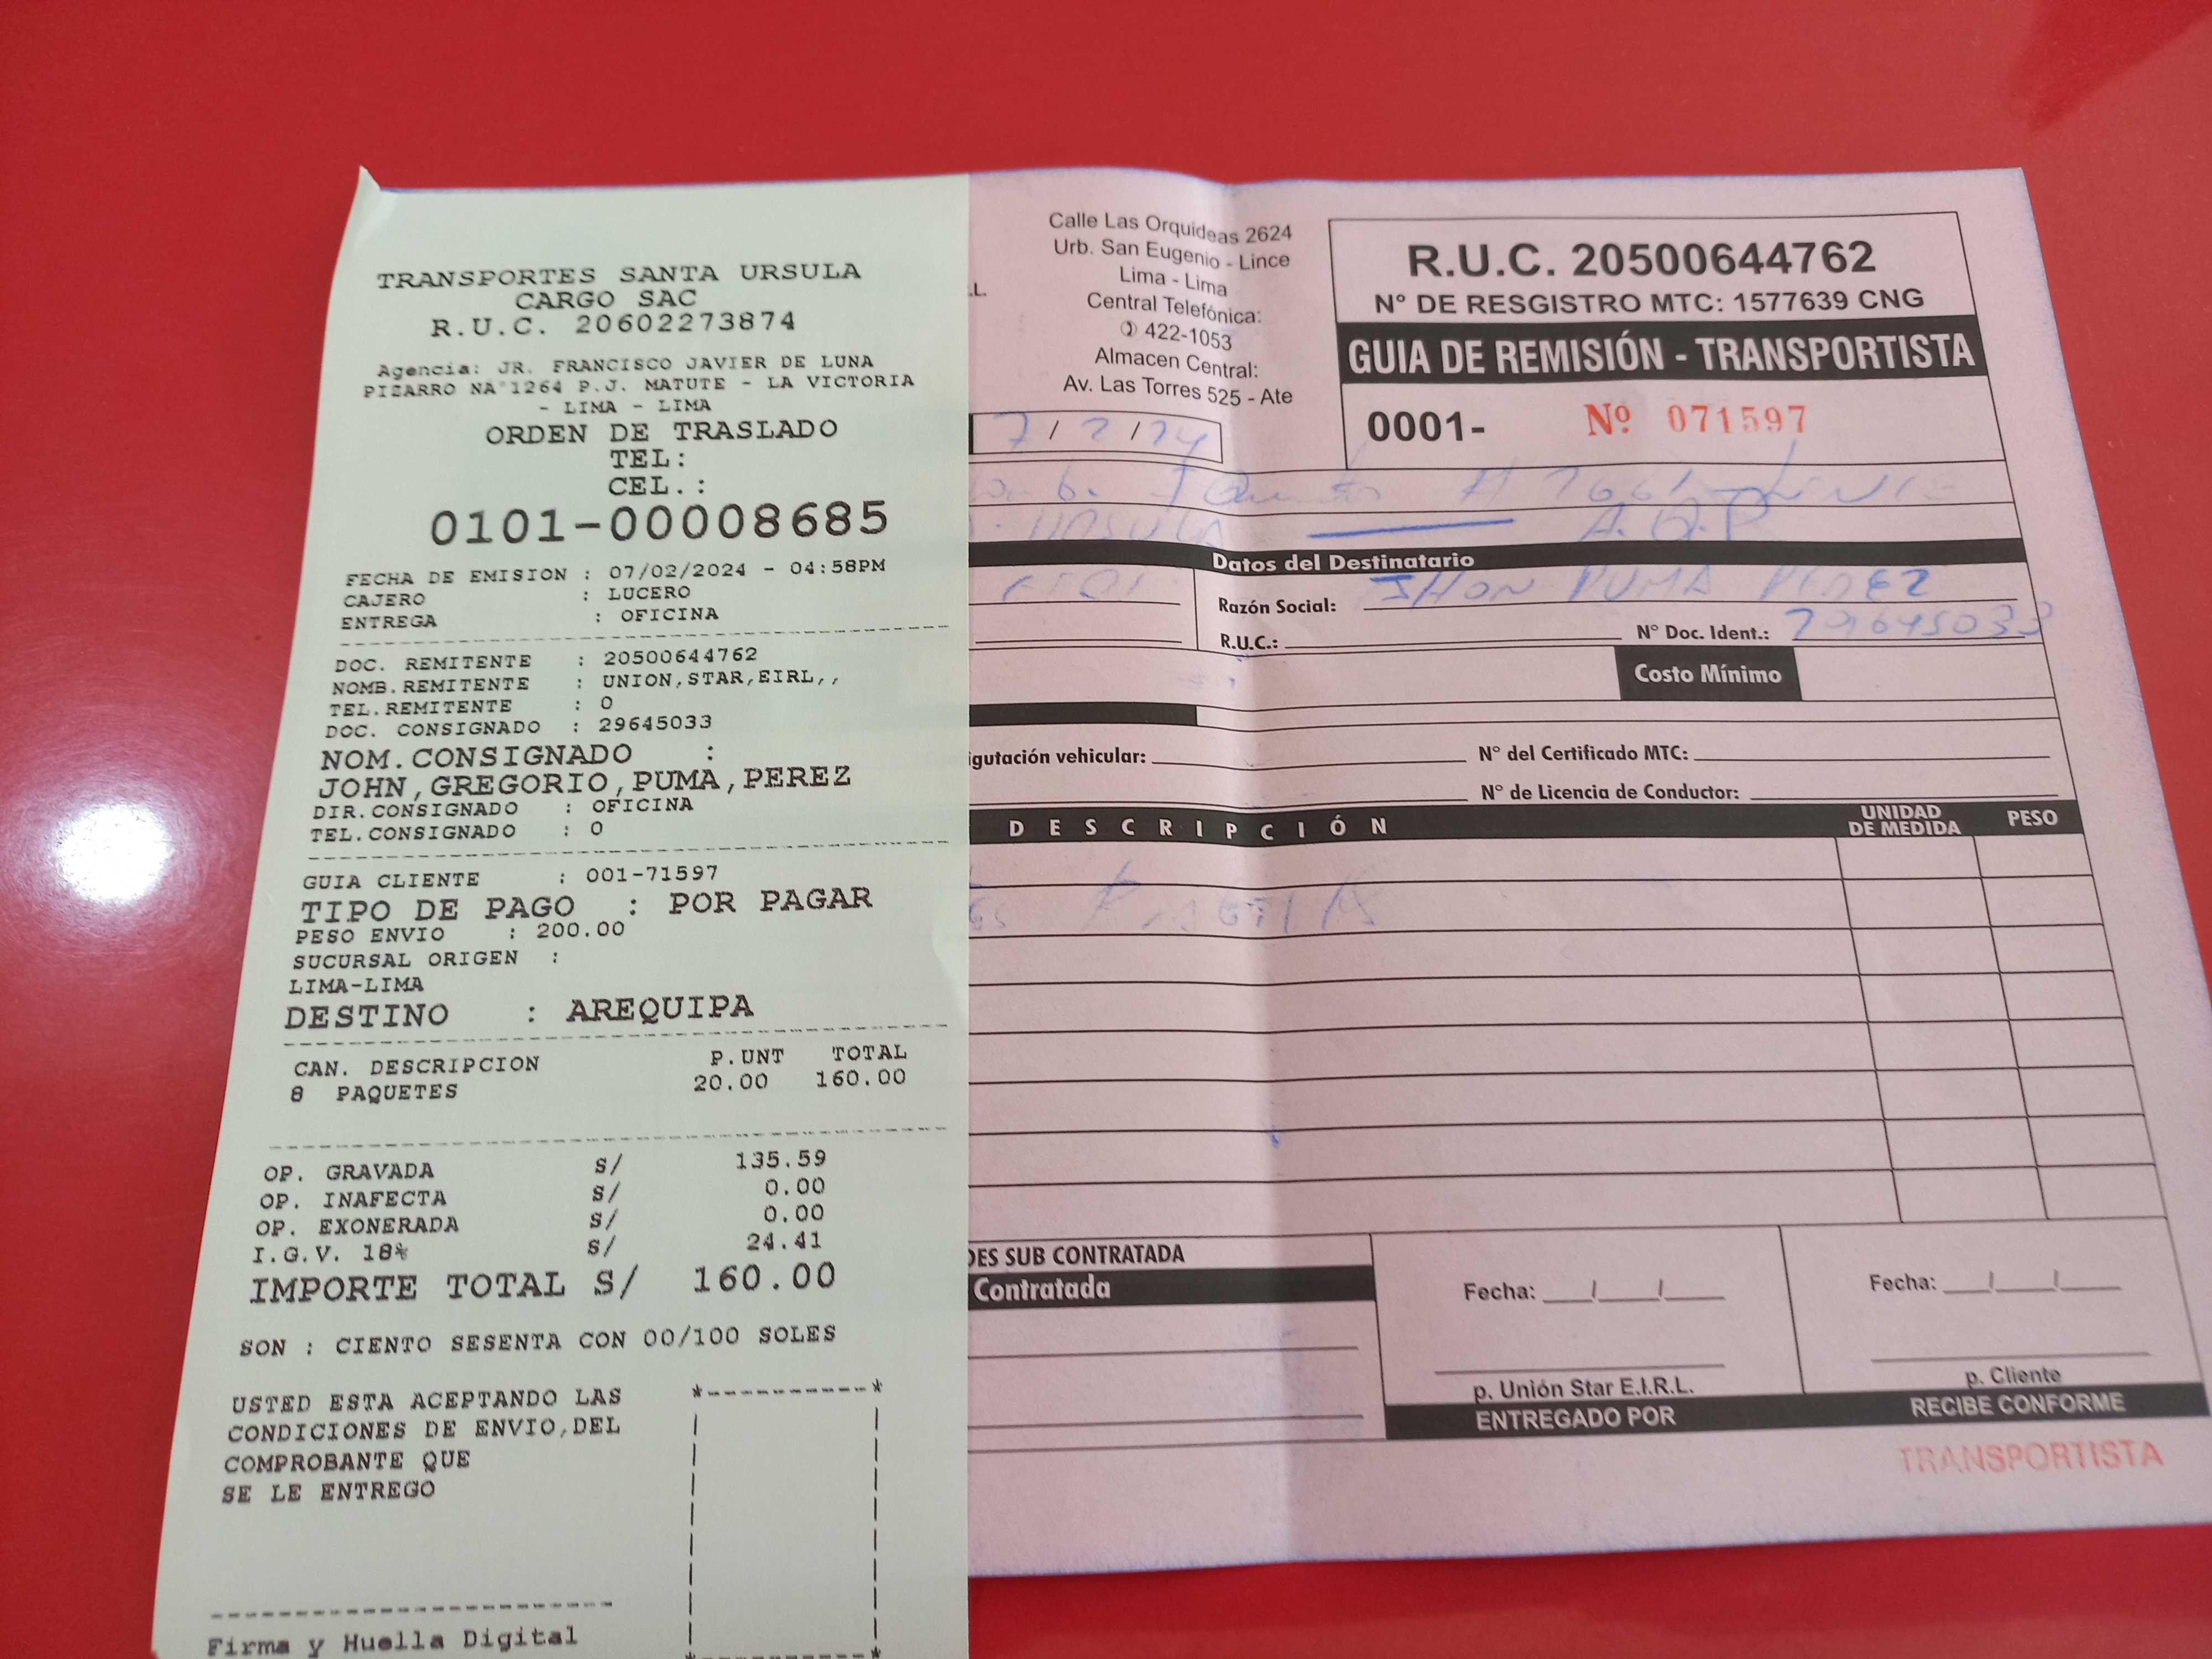 TRANSPORTES SANTA URSULA
CARGO SAC
R.U.C. 20602273874
Agencia: JR. FRANCISCO JAVIER DE LUNA
PIZARRO NA°1264 P.J. MATUTE - LA VICTORIA
- LIMA - LIMA
ORDEN DE TRASLADO
TEL:
CEL.:
0101-00008685
FECHA DE EMISION : 07/02/2024 - 04:58PM
CAJERO : LUCERO
ENTREGA : OFICINA
DOC. REMITENTE : 20500644762
NOMB.REMITENTE : UNION,STAR,EIRL,,
TEL.REMITENTE : 0
DOC. CONSIGNADO : 29645033
NOM.CONSIGNADO :
JOHN,GREGORIO,PUMA,PEREZ
DIR.CONSIGNADO : OFICINA
TEL.CONSIGNADO : 0
GUIA CLIENTE : 001-71597
TIPO DE PAGO : POR PAGAR
PESO ENVIO : 200.00
SUCURSAL ORIGEN :
LIMA-LIMA
DESTINO : AREQUIPA
CAN. DESCRIPCION P.UNT TOTAL
8 PAQUETES 20.00 160.00
OP. GRAVADA S/ 135.59
OP. INAFECTA S/ 0.00
OP. EXONERADA S/ 0.00
I.G.V. 18% S/ 24.41
IMPORTE TOTAL S/ 160.00
SON : CIENTO SESENTA CON 00/100 SOLES
USTED ESTA ACEPTANDO LAS
CONDICIONES DE ENVIO,DEL
COMPROBANTE QUE
SE LE ENTREGO
Firma y Huella Digital
.L.
Calle Las Orquideas 2624
Urb. San Eugenio - Lince
Lima - Lima
Central Telefónica:
422-1053
Almacen Central:
Av. Las Torres 525 - Ate
R.U.C. 20500644762
N° DE RESGISTRO MTC: 1577639 CNG
GUIA DE REMISIÓN - TRANSPORTISTA
0001- Nº 071597
7/2/24
URSULA A.Q.P
Datos del Destinatario
Razón Social: JHON PUMA PEREZ
R.U.C.: N° Doc. Ident.: 29645033
Costo Mínimo
igutación vehicular: N° del Certificado MTC:
N° de Licencia de Conductor:
DESCRIPCIÓN UNIDAD DE MEDIDA PESO
DES SUB CONTRATADA
Contratada
Fecha: / / Fecha: / /
p. Unión Star E.I.R.L. p. Cliente
ENTREGADO POR RECIBE CONFORME
TRANSPORTISTA